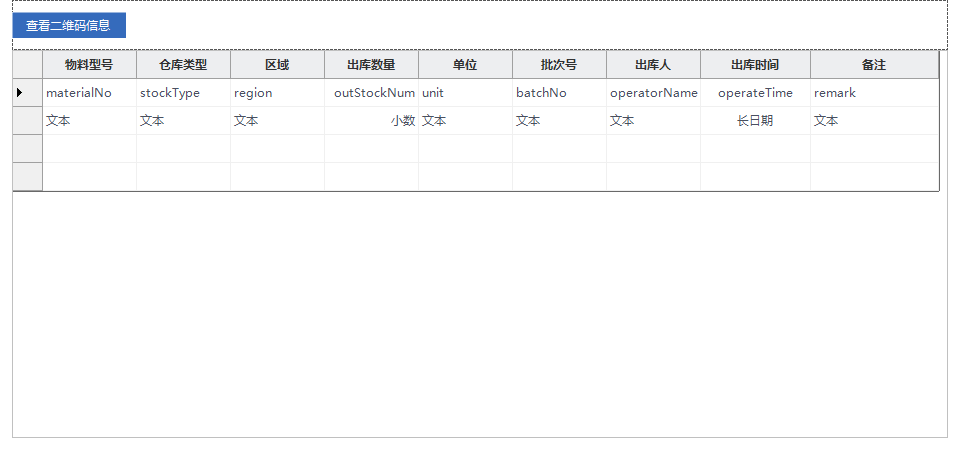 查看二维码信息
物料型号 仓库类型 区域 出库数量 单位 批次号 出库人 出库时间 备注
materialNo stockType region outStockNum unit batchNo operatorName operateTime remark
文本 文本 文本 小数 文本 文本 文本 长日期 文本